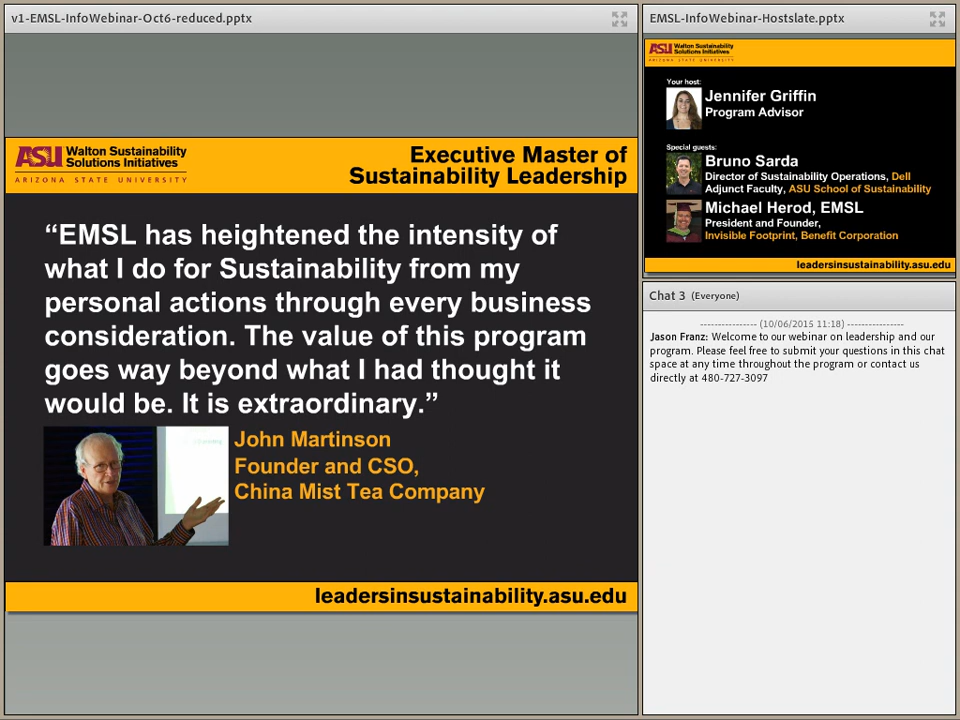 v1-EMSL-InfoWebinar-Oct6-reduced.pptx
ASU Walton Sustainability
Solutions Initiatives
ARIZONA STATE UNIVERSITY
Executive Master of
Sustainability Leadership
“EMSL has heightened the intensity of
what I do for Sustainability from my
personal actions through every business
consideration. The value of this program
goes way beyond what I had thought it
would be. It is extraordinary.”
John Martinson
Founder and CSO,
China Mist Tea Company
leadersinsustainability.asu.edu
EMSL-InfoWebinar-Hostslate.pptx
ASU Walton Sustainability
Solutions Initiatives
ARIZONA STATE UNIVERSITY
Your host:
Jennifer Griffin
Program Advisor
Special guests:
Bruno Sarda
Director of Sustainability Operations, Dell
Adjunct Faculty, ASU School of Sustainability
Michael Herod, EMSL
President and Founder,
Invisible Footprint, Benefit Corporation
leadersinsustainability.asu.edu
Chat 3 (Everyone)
---------------- (10/06/2015 11:18) ----------------
Jason Franz: Welcome to our webinar on leadership and our
program. Please feel free to submit your questions in this chat
space at any time throughout the program or contact us
directly at 480-727-3097